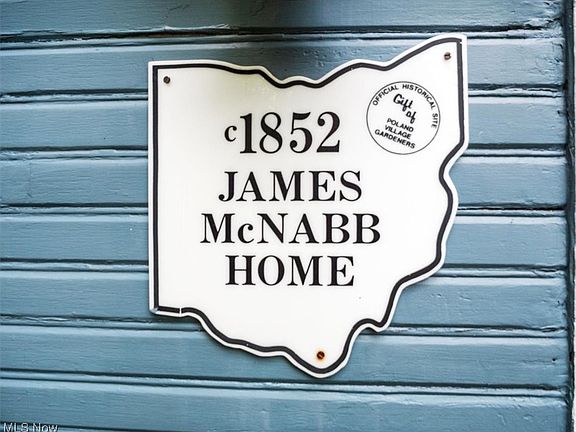 c1852
JAMES
McNABB
HOME
OFFICIAL HISTORICAL SITE
Gift
of
POLAND
VILLAGE
GARDENERS
MLS Now